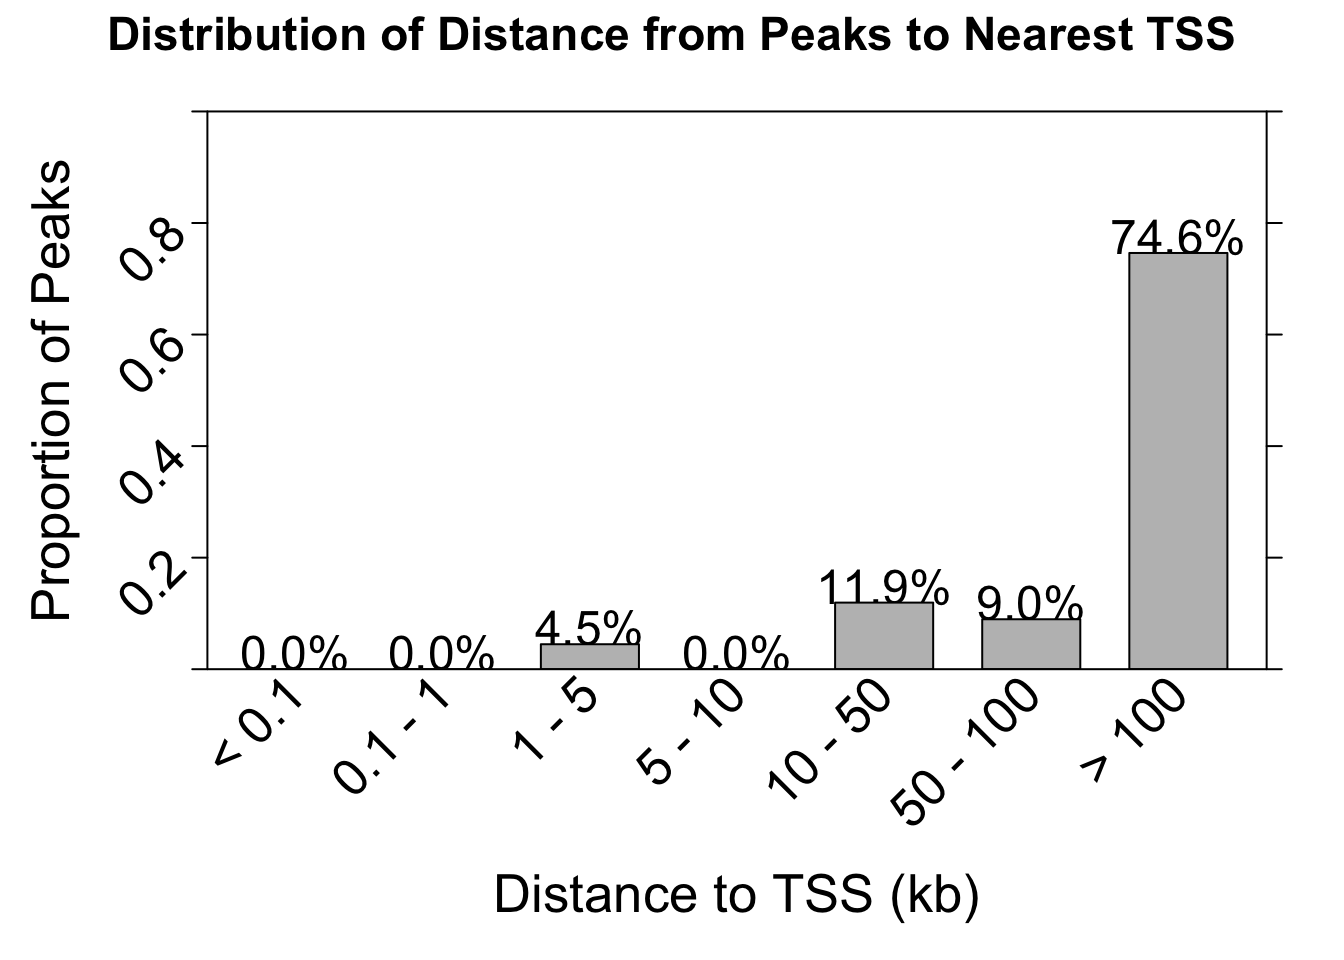 Distribution of Distance from Peaks to Nearest TSS
Proportion of Peaks
0.8
0.6
0.4
0.2
0.0%
0.0%
4.5%
0.0%
11.9%
9.0%
74.6%
< 0.1
0.1 - 1
1 - 5
5 - 10
10 - 50
50 - 100
> 100
Distance to TSS (kb)